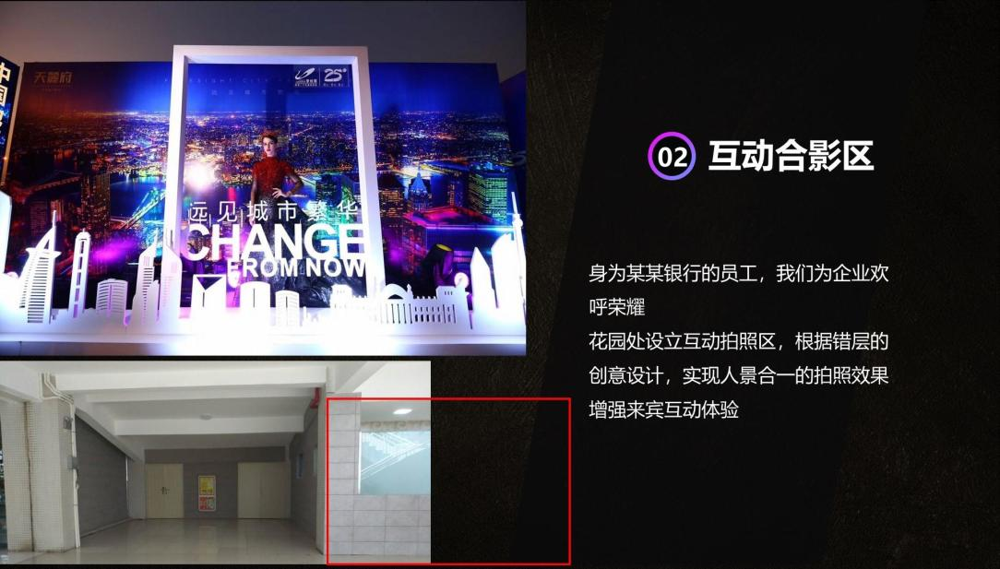 天麓府
25
远见城市繁华
CHANGE
FROM NOW
02 互动合影区
身为某某银行的员工，我们为企业欢
呼荣耀
花园处设立互动拍照区，根据错层的
创意设计，实现人景合一的拍照效果
增强来宾互动体验